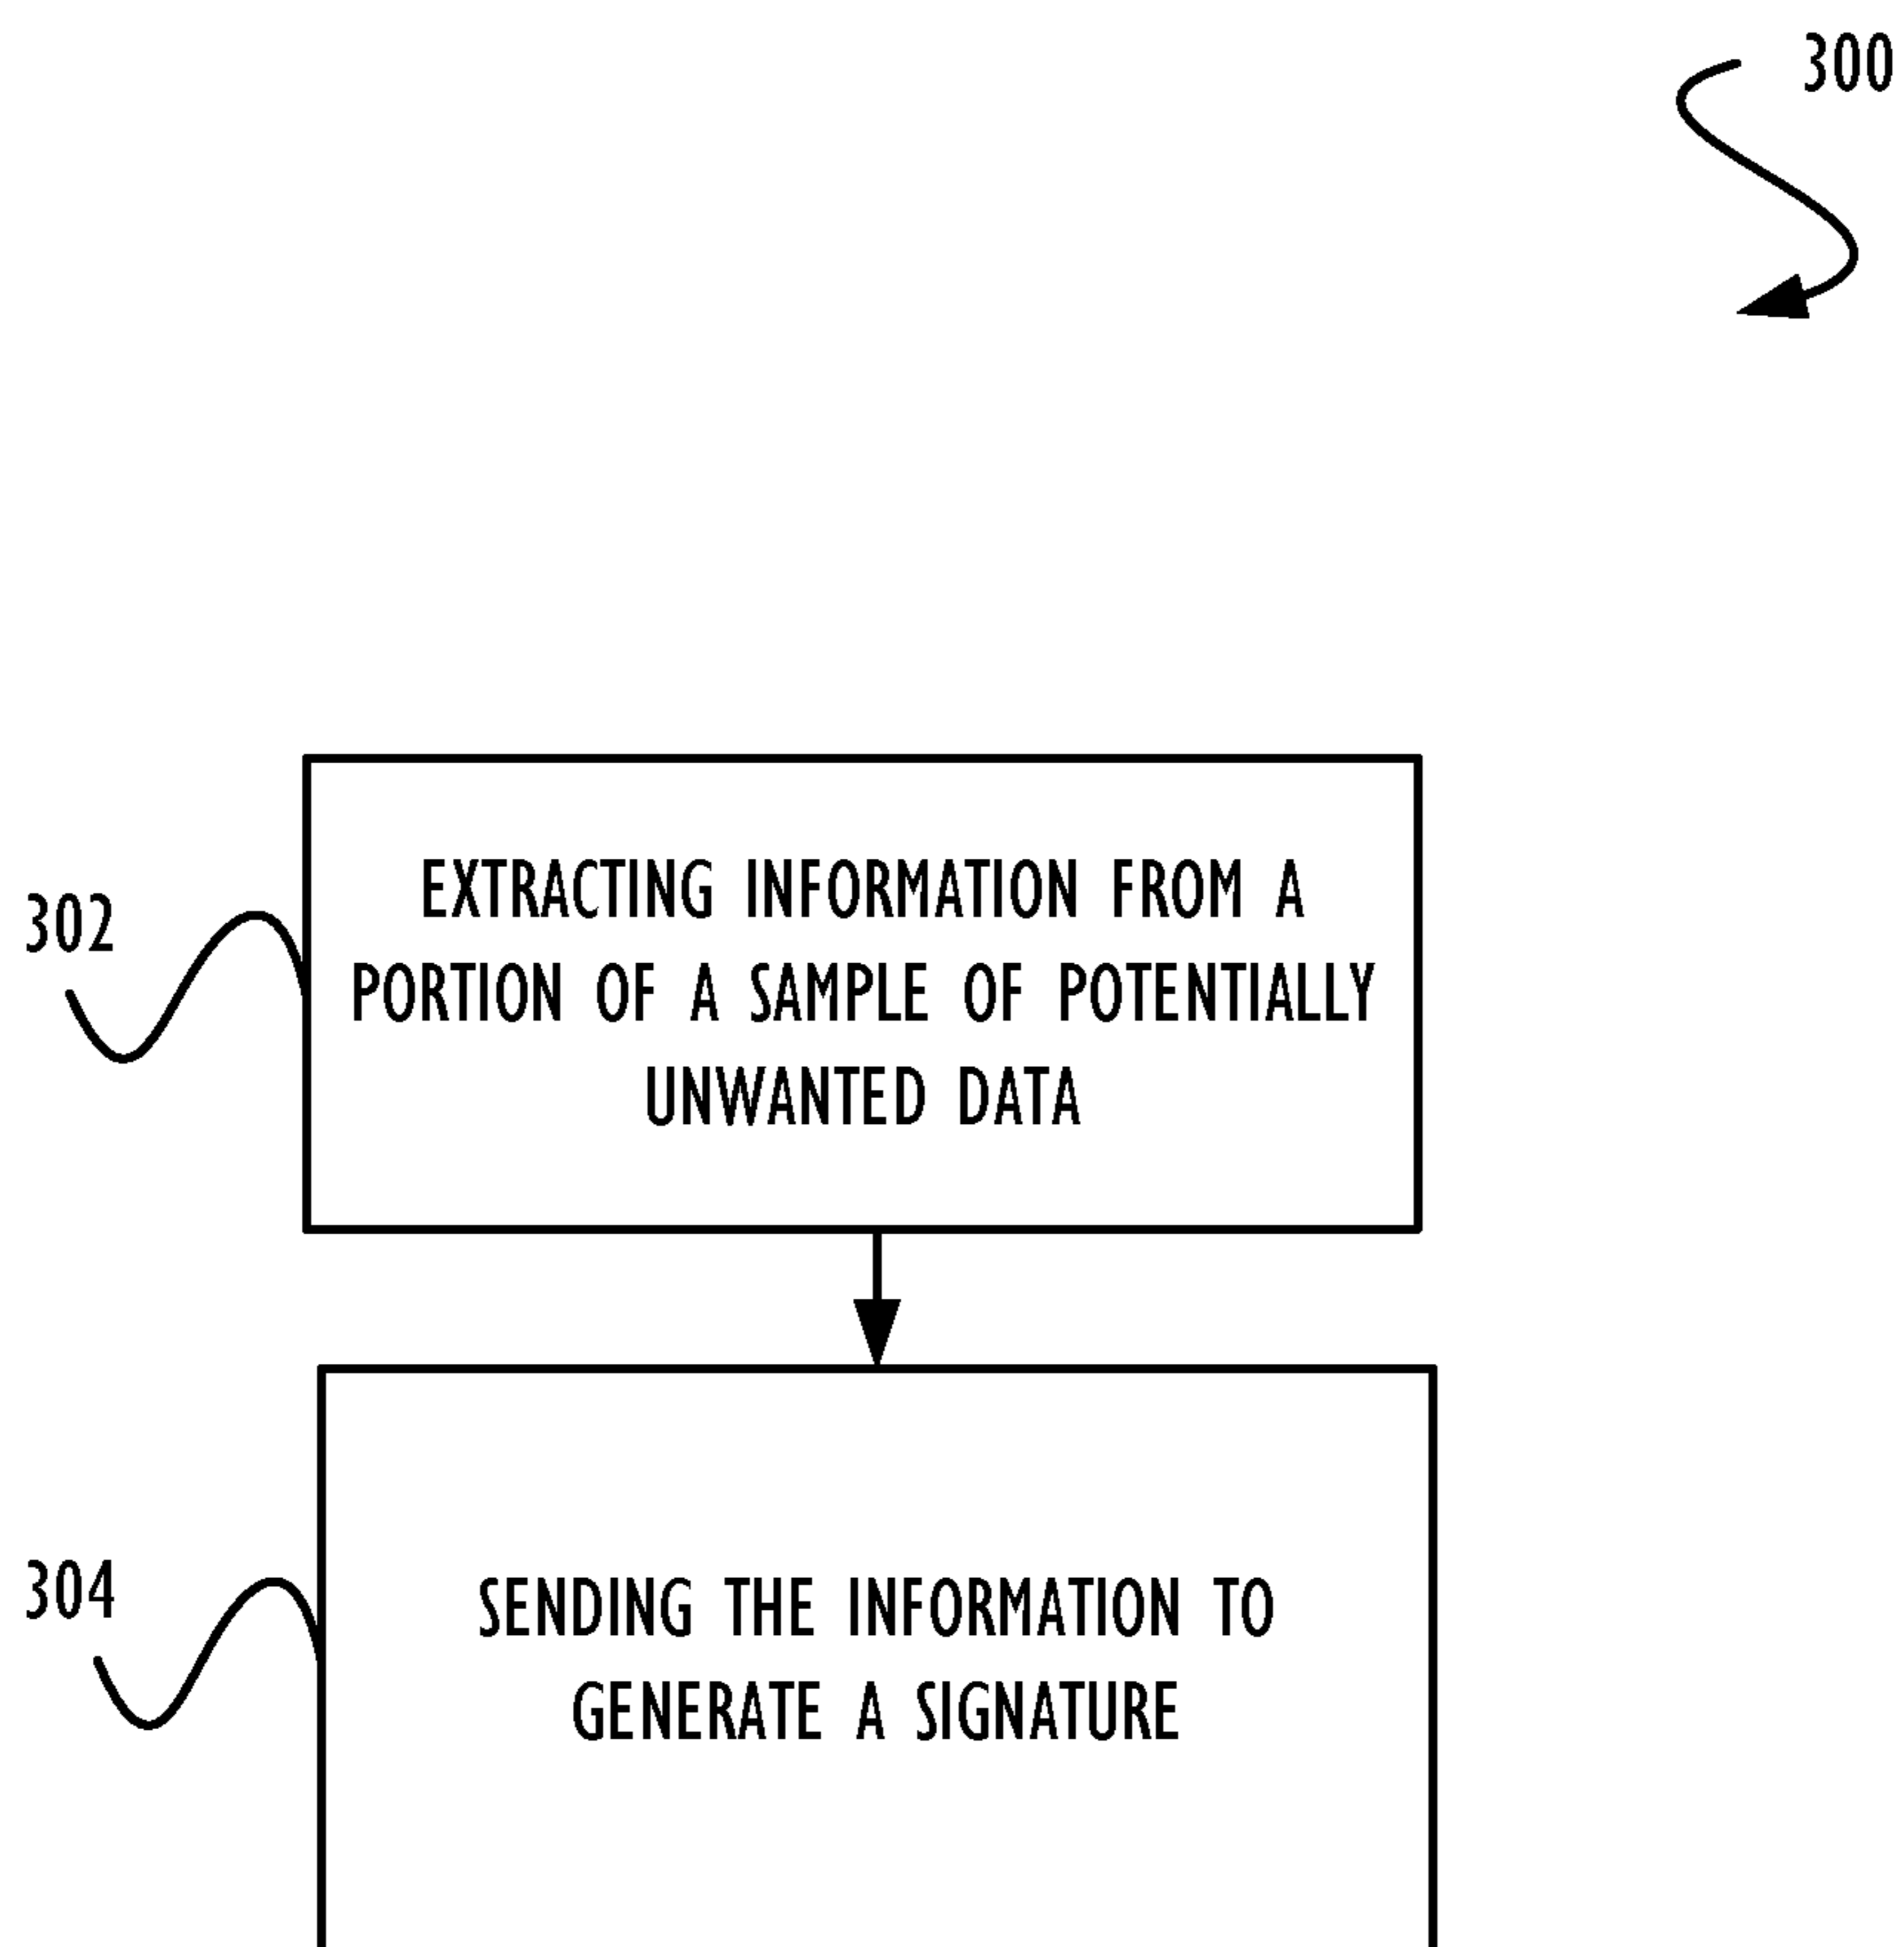 300
302
EXTRACTING INFORMATION FROM A
PORTION OF A SAMPLE OF POTENTIALLY
UNWANTED DATA
304
SENDING THE INFORMATION TO
GENERATE A SIGNATURE